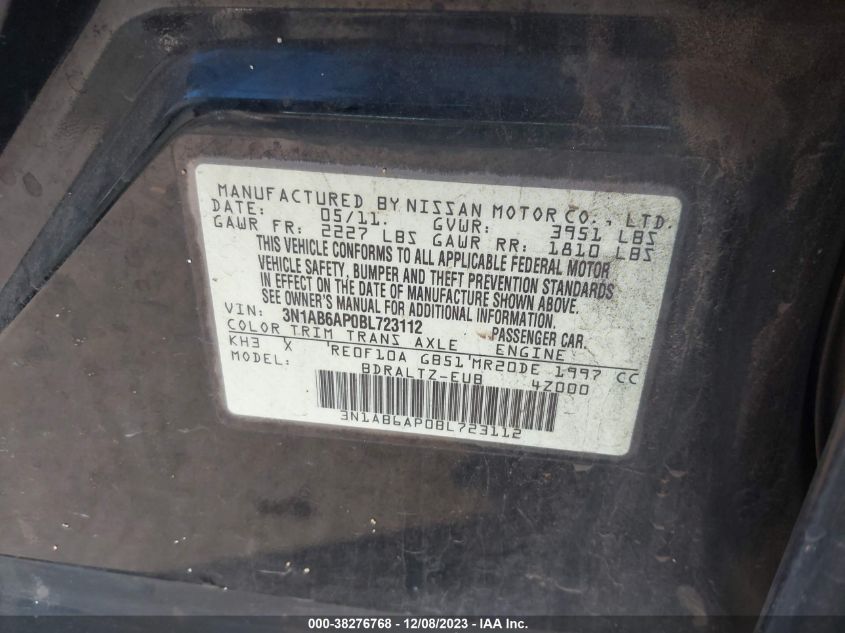 MANUFACTURED BY NISSAN MOTOR CO., LTD.
DATE: 05/11 GVWR: 3951 LBS
GAWR FR: 2227 LBS GAWR RR: 1810 LBS
THIS VEHICLE CONFORMS TO ALL APPLICABLE FEDERAL MOTOR
VEHICLE SAFETY, BUMPER AND THEFT PREVENTION STANDARDS
IN EFFECT ON THE DATE OF MANUFACTURE SHOWN ABOVE.
SEE OWNER'S MANUAL FOR ADDITIONAL INFORMATION.
VIN: 3N1AB6AP0BL723112 PASSENGER CAR.
COLOR TRIM TRANS AXLE ENGINE
KH3 X RE0F10A GB51 MR20DE 1997 CC
MODEL: BDRALTZ-EUB 4Z000
3N1AB6AP0BL723112
000-38276768 - 12/08/2023 - IAA Inc.